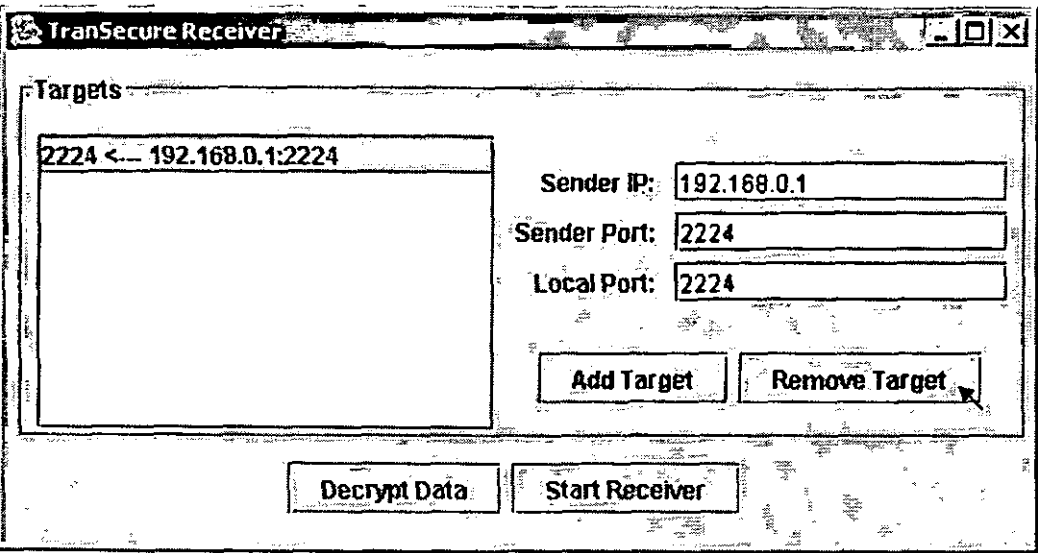 TranSecure Receiver
Targets
2224 <--- 192.168.0.1:2224
Sender IP: 192.168.0.1
Sender Port: 2224
Local Port: 2224
Add Target Remove Target
Decrypt Data Start Receiver